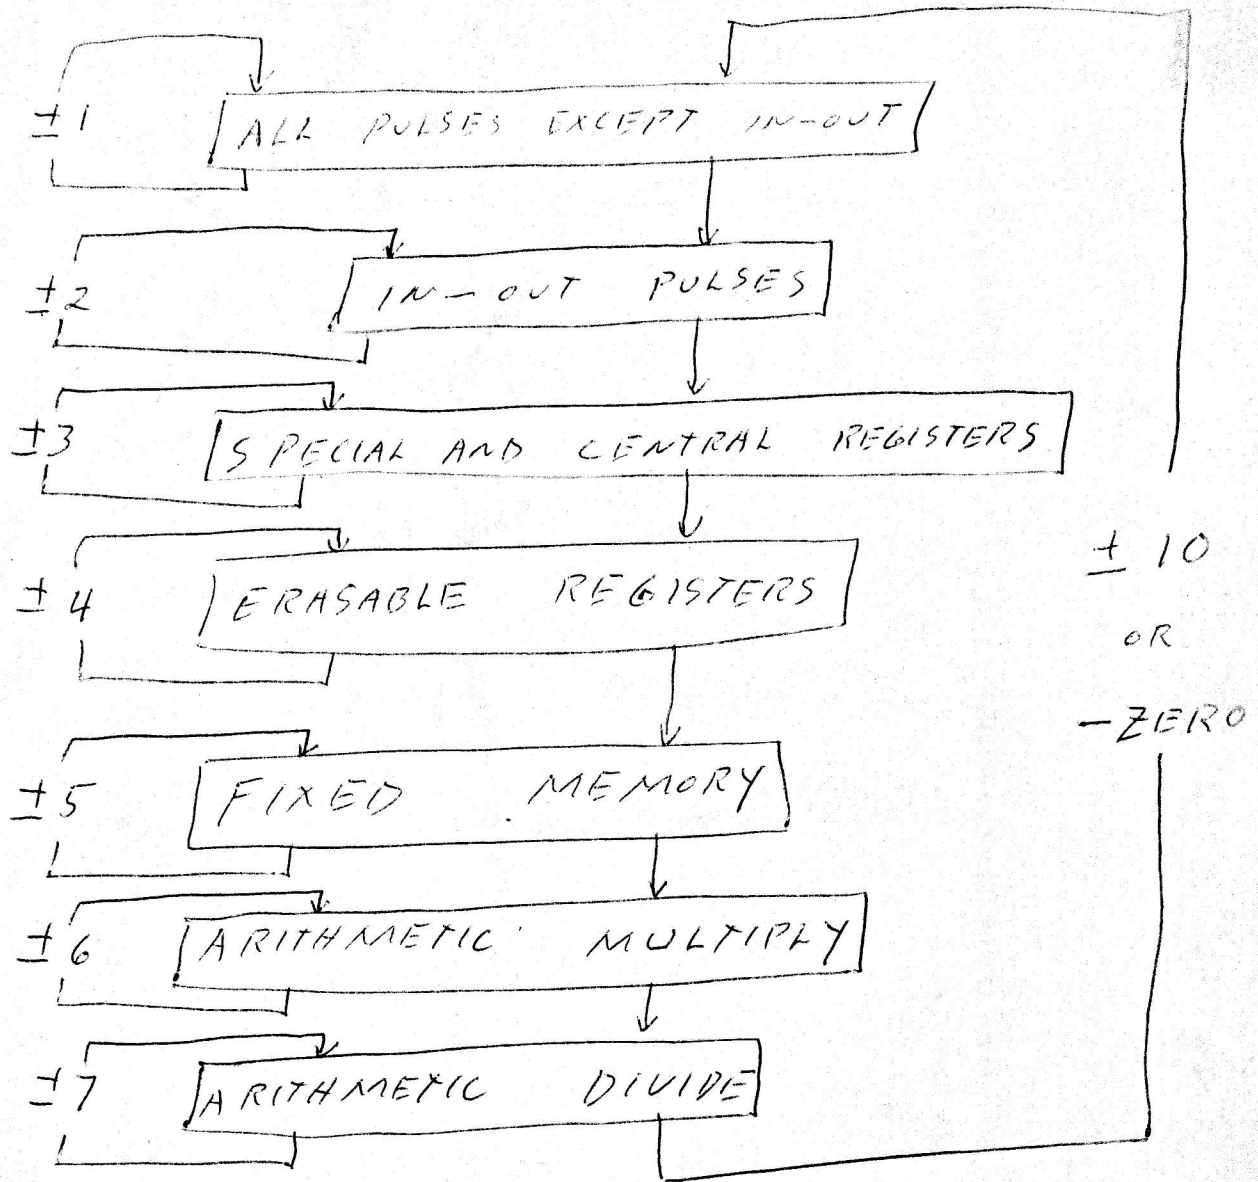 ±1
ALL PULSES EXCEPT IN-OUT
±2
IN-OUT PULSES
±3
SPECIAL AND CENTRAL REGISTERS
±4
ERASABLE REGISTERS
± 10
OR
-ZERO
±5
FIXED MEMORY
±6
ARITHMETIC MULTIPLY
±7
ARITHMETIC DIVIDE